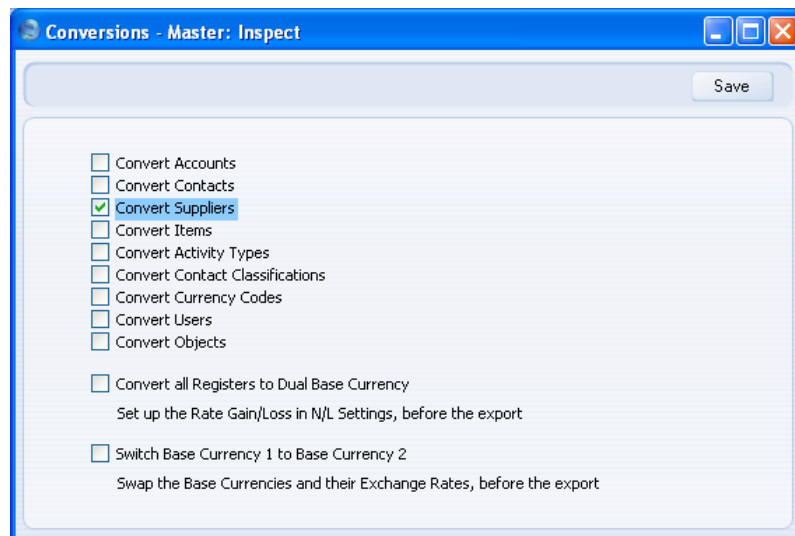 Conversions - Master: Inspect
Save
Convert Accounts
Convert Contacts
Convert Suppliers
Convert Items
Convert Activity Types
Convert Contact Classifications
Convert Currency Codes
Convert Users
Convert Objects
Convert all Registers to Dual Base Currency
Set up the Rate Gain/Loss in N/L Settings, before the export
Switch Base Currency 1 to Base Currency 2
Swap the Base Currencies and their Exchange Rates, before the export